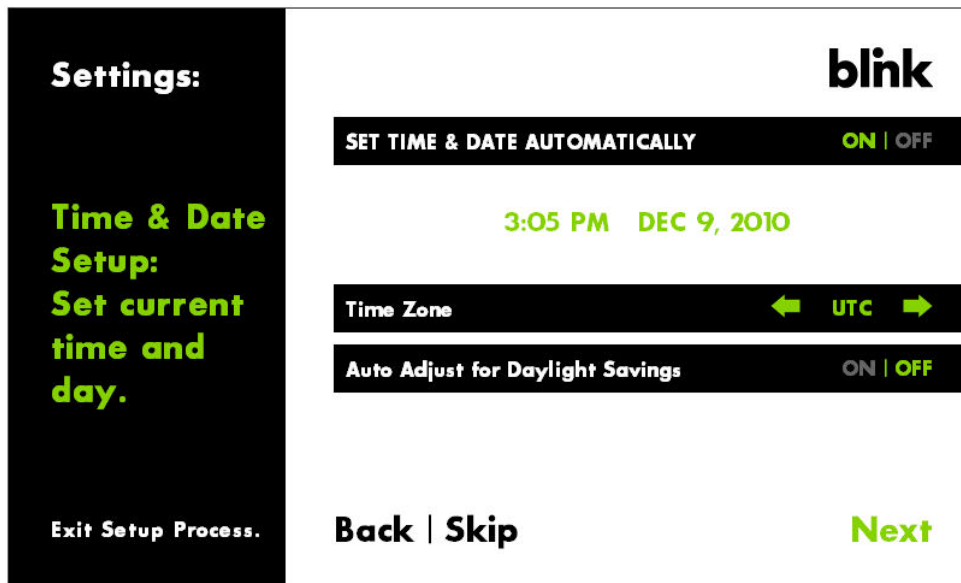 Settings:
Time & Date
Setup:
Set current
time and
day.
Exit Setup Process.
blink
SET TIME & DATE AUTOMATICALLY ON | OFF
3:05 PM DEC 9, 2010
Time Zone UTC
Auto Adjust for Daylight Savings ON | OFF
Back | Skip Next